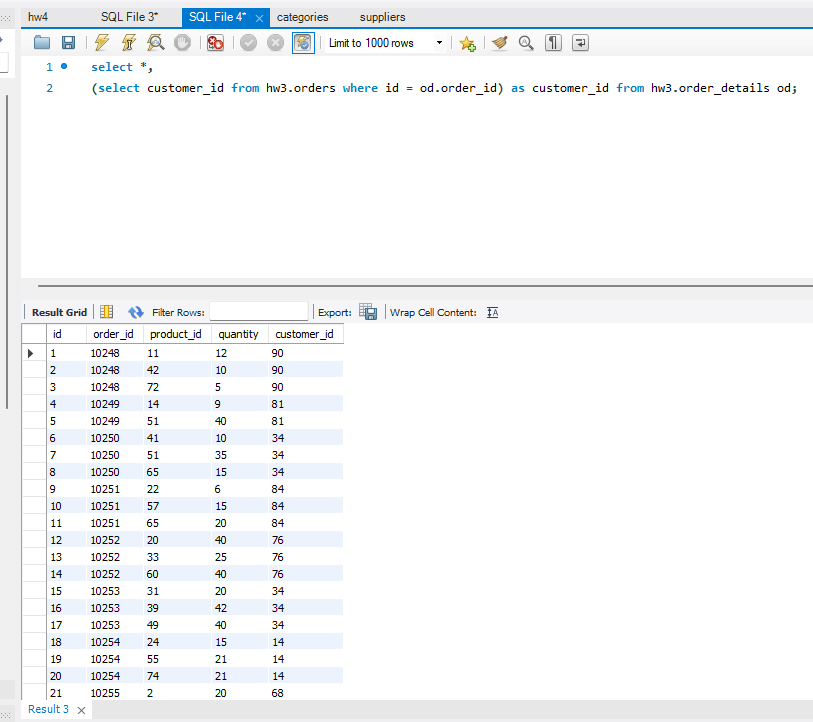 hw4 SQL File 3* SQL File 4* categories suppliers
Limit to 1000 rows
1 select *,
2 (select customer_id from hw3.orders where id = od.order_id) as customer_id from hw3.order_details od;
Result Grid Filter Rows: Export: Wrap Cell Content: IA
id order_id product_id quantity customer_id
1 10248 11 12 90
2 10248 42 10 90
3 10248 72 5 90
4 10249 14 9 81
5 10249 51 40 81
6 10250 41 10 34
7 10250 51 35 34
8 10250 65 15 34
9 10251 22 6 84
10 10251 57 15 84
11 10251 65 20 84
12 10252 20 40 76
13 10252 33 25 76
14 10252 60 40 76
15 10253 31 20 34
16 10253 39 42 34
17 10253 49 40 34
18 10254 24 15 14
19 10254 55 21 14
20 10254 74 21 14
21 10255 2 20 68
Result 3